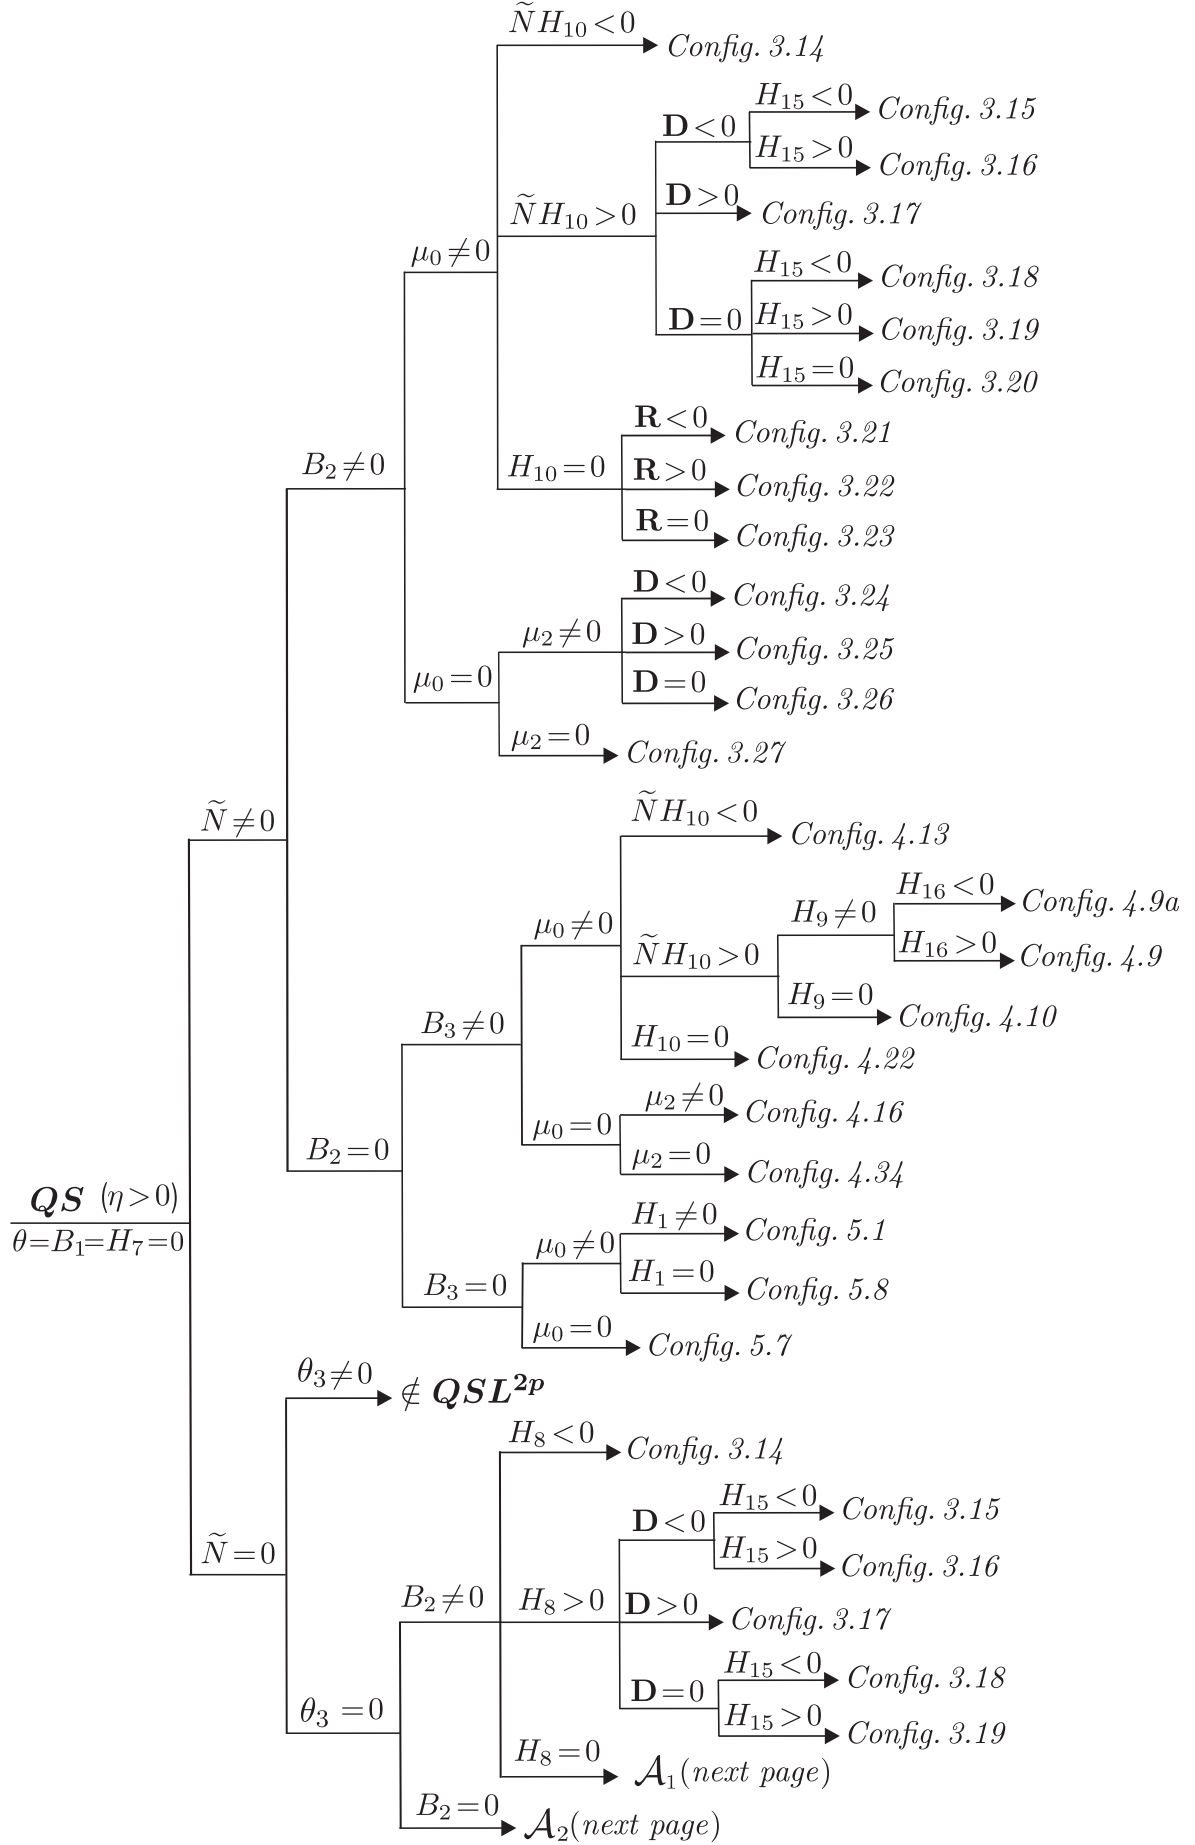 ÑH₁₀<0
Config. 3.14
H₁₅<0
Config. 3.15
D<0
H₁₅>0
Config. 3.16
D>0
Config. 3.17
ÑH₁₀>0
μ₀≠0
H₁₅<0
Config. 3.18
D=0
H₁₅>0
Config. 3.19
H₁₅=0
Config. 3.20
R<0
Config. 3.21
B₂≠0
H₁₀=0
R>0
Config. 3.22
R=0
Config. 3.23
D<0
Config. 3.24
μ₂≠0
D>0
Config. 3.25
μ₀=0
D=0
Config. 3.26
μ₂=0
Config. 3.27
Ñ≠0
ÑH₁₀<0
Config. 4.13
H₁₆<0
Config. 4.9a
H₉≠0
μ₀≠0
H₁₆>0
Config. 4.9
ÑH₁₀>0
H₉=0
Config. 4.10
B₃≠0
H₁₀=0
Config. 4.22
μ₂≠0
Config. 4.16
μ₀=0
B₂=0
μ₂=0
Config. 4.34
QS (η>0)
θ=B₁=H₇=0
H₁≠0
Config. 5.1
μ₀≠0
H₁=0
Config. 5.8
B₃=0
μ₀=0
Config. 5.7
θ₃≠0
∉ QSL²ᵖ
H₈<0
Config. 3.14
H₁₅<0
Config. 3.15
D<0
Ñ=0
H₁₅>0
Config. 3.16
B₂≠0
H₈>0
D>0
Config. 3.17
H₁₅<0
Config. 3.18
D=0
θ₃ =0
H₁₅>0
Config. 3.19
H₈=0
𝒜₁(next page)
B₂=0
𝒜₂(next page)